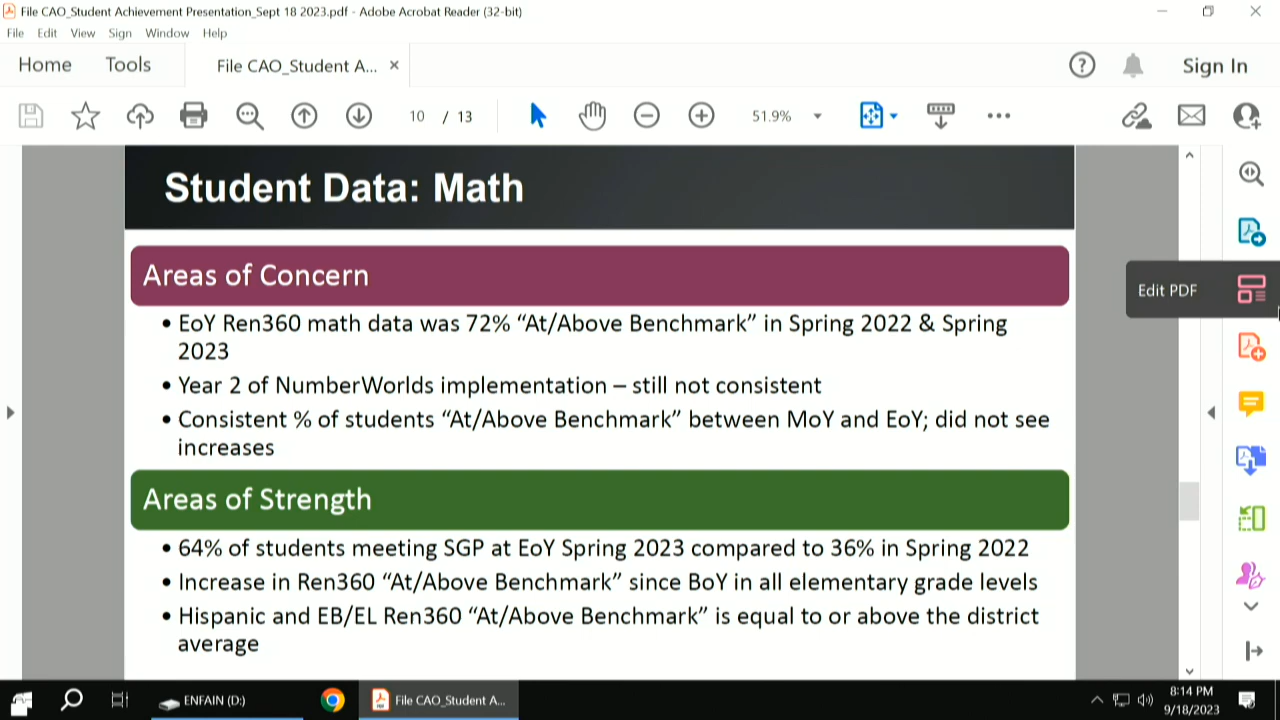 File CAO_Student Achievement Presentation_Sept 18 2023.pdf - Adobe Acrobat Reader (32-bit)
File Edit View Sign Window Help
Home Tools File CAO_Student A... × Sign In
10 / 13 51.9%
Student Data: Math
Areas of Concern
Edit PDF
• EoY Ren360 math data was 72% “At/Above Benchmark” in Spring 2022 & Spring
2023
• Year 2 of NumberWorlds implementation – still not consistent
• Consistent % of students “At/Above Benchmark” between MoY and EoY; did not see
increases
Areas of Strength
• 64% of students meeting SGP at EoY Spring 2023 compared to 36% in Spring 2022
• Increase in Ren360 “At/Above Benchmark” since BoY in all elementary grade levels
• Hispanic and EB/EL Ren360 “At/Above Benchmark” is equal to or above the district
average
ENFAIN (D:) File CAO_Student A... 8:14 PM
9/18/2023